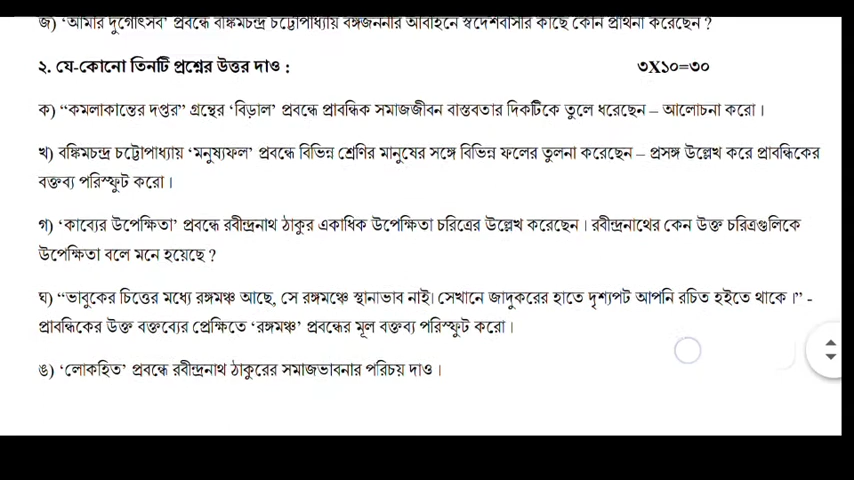 জ) ‘আমার দুর্গোৎসব’ প্রবন্ধে বঙ্কিমচন্দ্র চট্টোপাধ্যায় বঙ্গজননীর আবাহনে স্বদেশবাসীর কাছে কোন প্রার্থনা করেছেন ?
২. যে-কোনো তিনটি প্রশ্নের উত্তর দাও : ৩X১০=৩০
ক) “কমলাকান্তের দপ্তর” গ্রন্থের ‘বিড়াল’ প্রবন্ধে প্রাবন্ধিক সমাজজীবন বাস্তবতার দিকটিকে তুলে ধরেছেন – আলোচনা করো।
খ) বঙ্কিমচন্দ্র চট্টোপাধ্যায় ‘মনুষ্যফল’ প্রবন্ধে বিভিন্ন শ্রেণির মানুষের সঙ্গে বিভিন্ন ফলের তুলনা করেছেন – প্রসঙ্গ উল্লেখ করে প্রাবন্ধিকের
বক্তব্য পরিস্ফুট করো।
গ) ‘কাব্যের উপেক্ষিতা’ প্রবন্ধে রবীন্দ্রনাথ ঠাকুর একাধিক উপেক্ষিতা চরিত্রের উল্লেখ করেছেন। রবীন্দ্রনাথের কেন উক্ত চরিত্রগুলিকে
উপেক্ষিতা বলে মনে হয়েছে ?
ঘ) “ভাবুকের চিত্তের মধ্যে রঙ্গমঞ্চ আছে, সে রঙ্গমঞ্চে স্থানাভাব নাই। সেখানে জাদুকরের হাতে দৃশ্যপট আপনি রচিত হইতে থাকে।” -
প্রাবন্ধিকের উক্ত বক্তব্যের প্রেক্ষিতে ‘রঙ্গমঞ্চ’ প্রবন্ধের মূল বক্তব্য পরিস্ফুট করো।
ঙ) ‘লোকহিত’ প্রবন্ধে রবীন্দ্রনাথ ঠাকুরের সমাজভাবনার পরিচয় দাও।